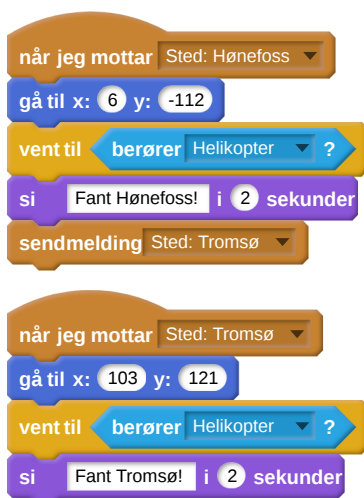 når jeg mottar Sted: Hønefoss
gå til x: 6 y: -112
vent til berører Helikopter ?
si Fant Hønefoss! i 2 sekunder
sendmelding Sted: Tromsø
når jeg mottar Sted: Tromsø
gå til x: 103 y: 121
vent til berører Helikopter ?
si Fant Tromsø! i 2 sekunder